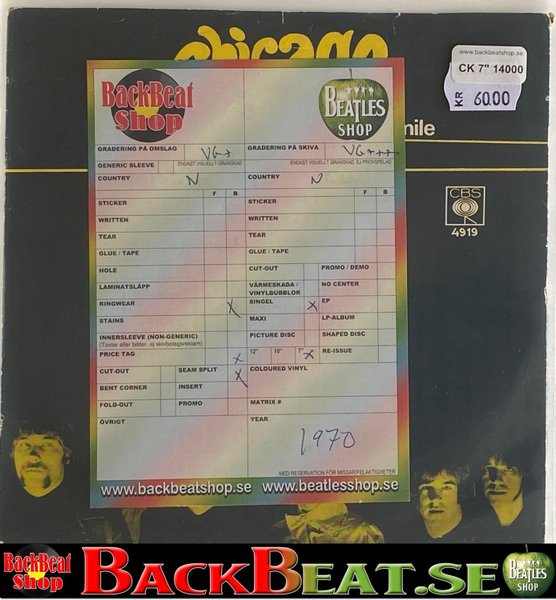 chicago
www.backbeatshop.se
CK 7" 14000
KR 60.00
mile
CBS
4919
BackBeat Shop
BEATLES SHOP
GRADERING PÅ OMSLAG VG+ GRADERING PÅ SKIVA VG+++
GENERIC SLEEVE ENDAST VISUELLT GRANSKAD ENDAST VISUELLT GRANSKAD, EJ PROVSPELAD
COUNTRY N COUNTRY N
F B F B
STICKER STICKER
WRITTEN WRITTEN
TEAR TEAR
GLUE / TAPE GLUE / TAPE
HOLE CUT-OUT PROMO / DEMO
LAMINATSLÄPP VÄRMESKADA / VINYLBUBBLOR NO CENTER
RINGWEAR X SINGEL X EP
STAINS MAXI LP-ALBUM
INNERSLEEVE (NON-GENERIC) PICTURE DISC SHAPED DISC
(Texter eller bilder, ej skivbolagsreklam)
PRICE TAG X 12" 10" 7" X RE-ISSUE
CUT-OUT SEAM SPLIT X COLOURED VINYL
BENT CORNER INSERT
FOLD-OUT PROMO MATRIX #
ÖVRIGT YEAR
1970
MED RESERVATION FÖR MISSAR/FELAKTIGHETER
www.backbeatshop.se www.beatlesshop.se
BackBeat Shop BACKBEAT.SE BEATLES SHOP